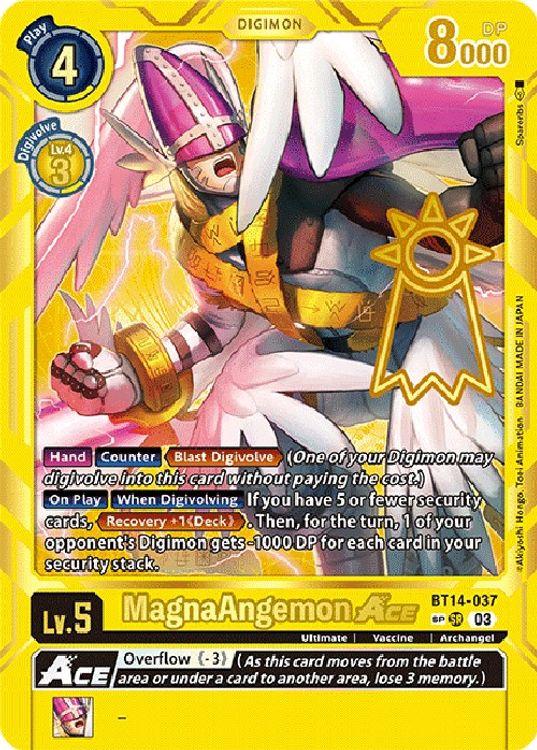 DIGIMON
Play
4
DP
8000
Digivolve
Lv.4
3
Spareribs
©Akiyoshi Hongo, Toei Animation BANDAI MADE IN JAPAN
Hand Counter Blast Digivolve (One of your Digimon may
digivolve into this card without paying the cost.)
On Play When Digivolving If you have 5 or fewer security
cards, Recovery +1《Deck》. Then, for the turn, 1 of your
opponent's Digimon gets -1000 DP for each card in your
security stack.
Lv.5
MagnaAngemon ACE
BT14-037
SP SR 03
Ultimate | Vaccine | Archangel
ACE Overflow《-3》(As this card moves from the battle
area or under a card to another area, lose 3 memory.)
-